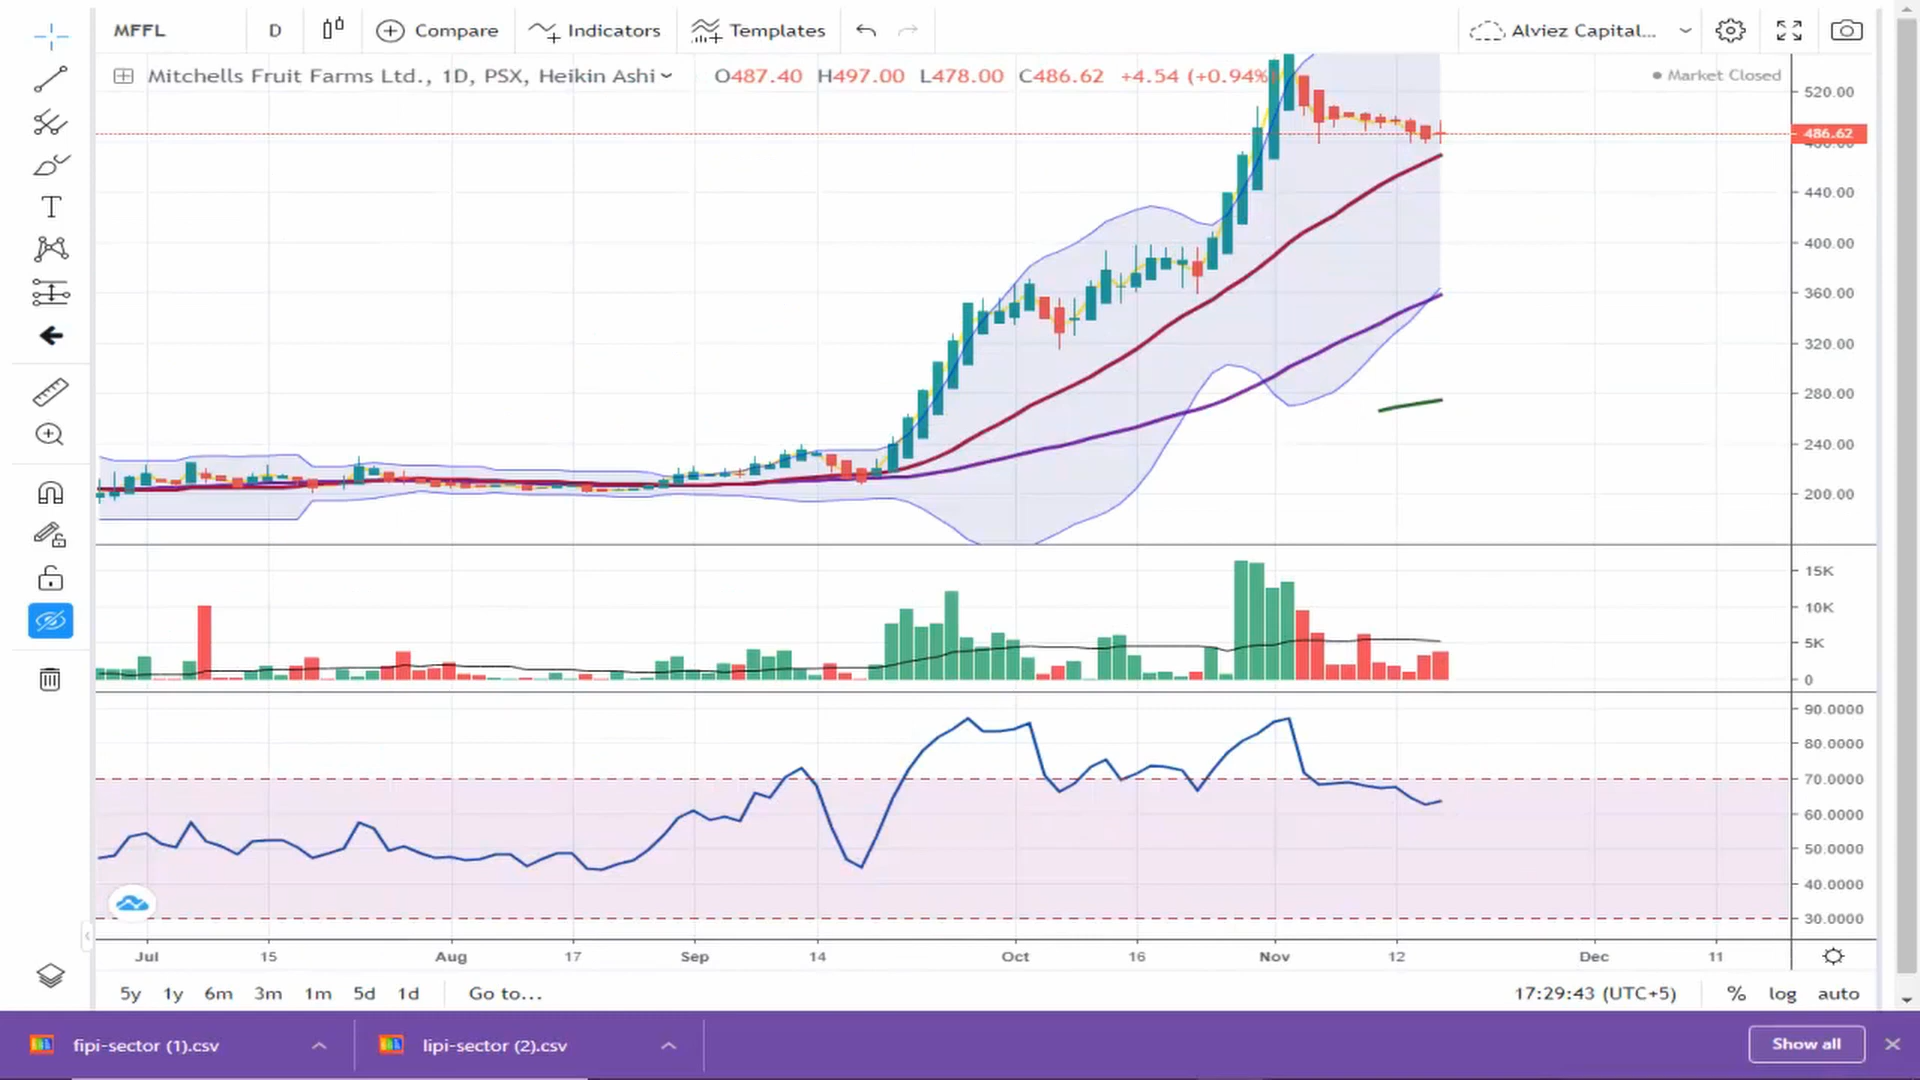 MFFL D Compare Indicators Templates Alviez Capital...
Mitchells Fruit Farms Ltd., 1D, PSX, Heikin Ashi O487.40 H497.00 L478.00 C486.62 +4.54 (+0.94%) Market Closed
520.00
486.62
480.00
440.00
400.00
360.00
320.00
280.00
240.00
200.00
15K
10K
5K
0
90.0000
80.0000
70.0000
60.0000
50.0000
40.0000
30.0000
Jul 15 Aug 17 Sep 14 Oct 16 Nov 12 Dec 11
5y 1y 6m 3m 1m 5d 1d Go to... 17:29:43 (UTC+5) % log auto
fipi-sector (1).csv lipi-sector (2).csv Show all